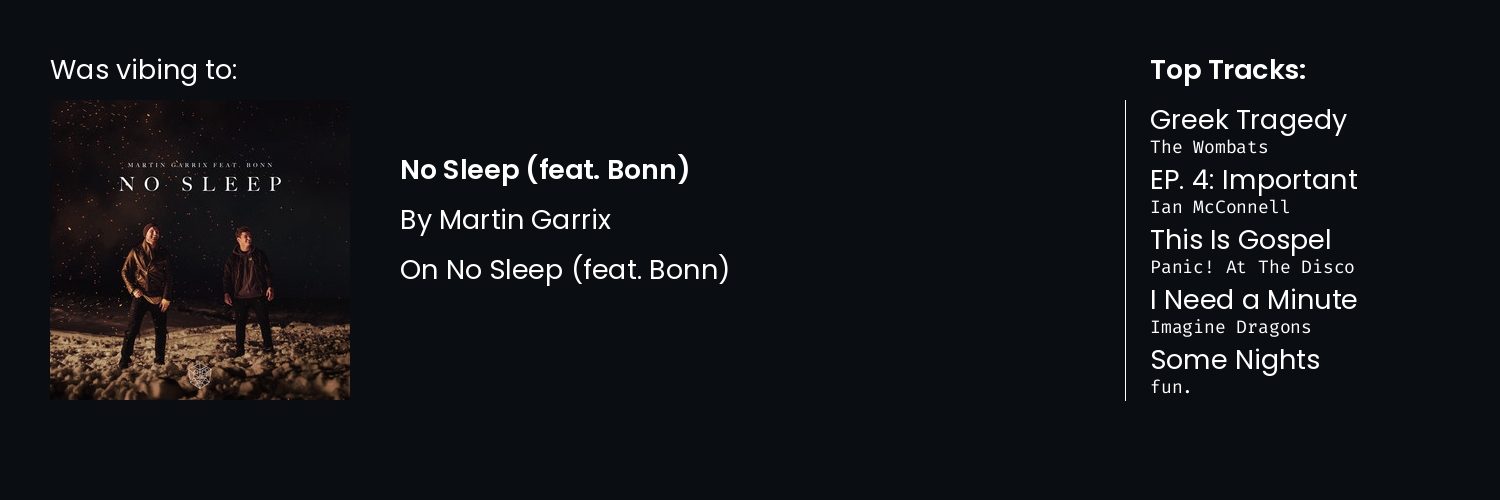 Was vibing to:
MARTIN GARRIX FEAT. BONN
NO SLEEP
No Sleep (feat. Bonn)
By Martin Garrix
On No Sleep (feat. Bonn)
Top Tracks:
Greek Tragedy
The Wombats
EP. 4: Important
Ian McConnell
This Is Gospel
Panic! At The Disco
I Need a Minute
Imagine Dragons
Some Nights
fun.